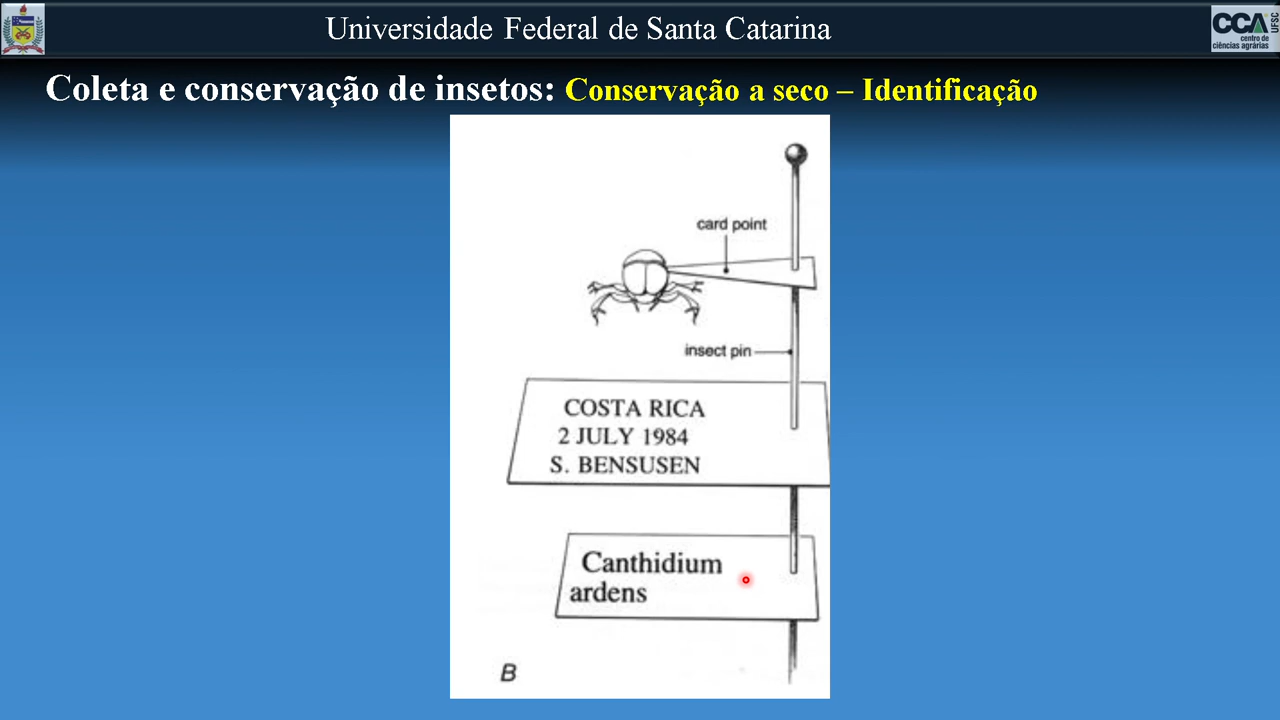 Universidade Federal de Santa Catarina
CCA
UFSC
centro de
ciências agrárias
Coleta e conservação de insetos: Conservação a seco – Identificação
card point
insect pin
COSTA RICA
2 JULY 1984
S. BENSUSEN
Canthidium
ardens
B